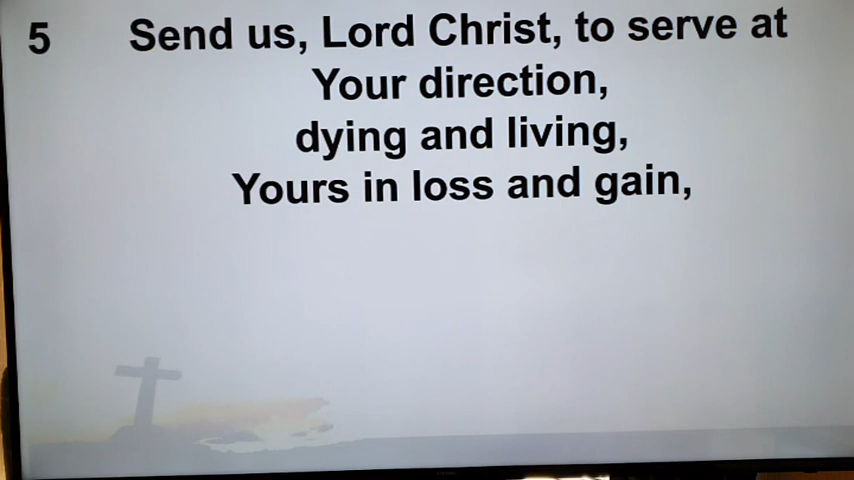 5 Send us, Lord Christ, to serve at
Your direction,
dying and living,
Yours in loss and gain,